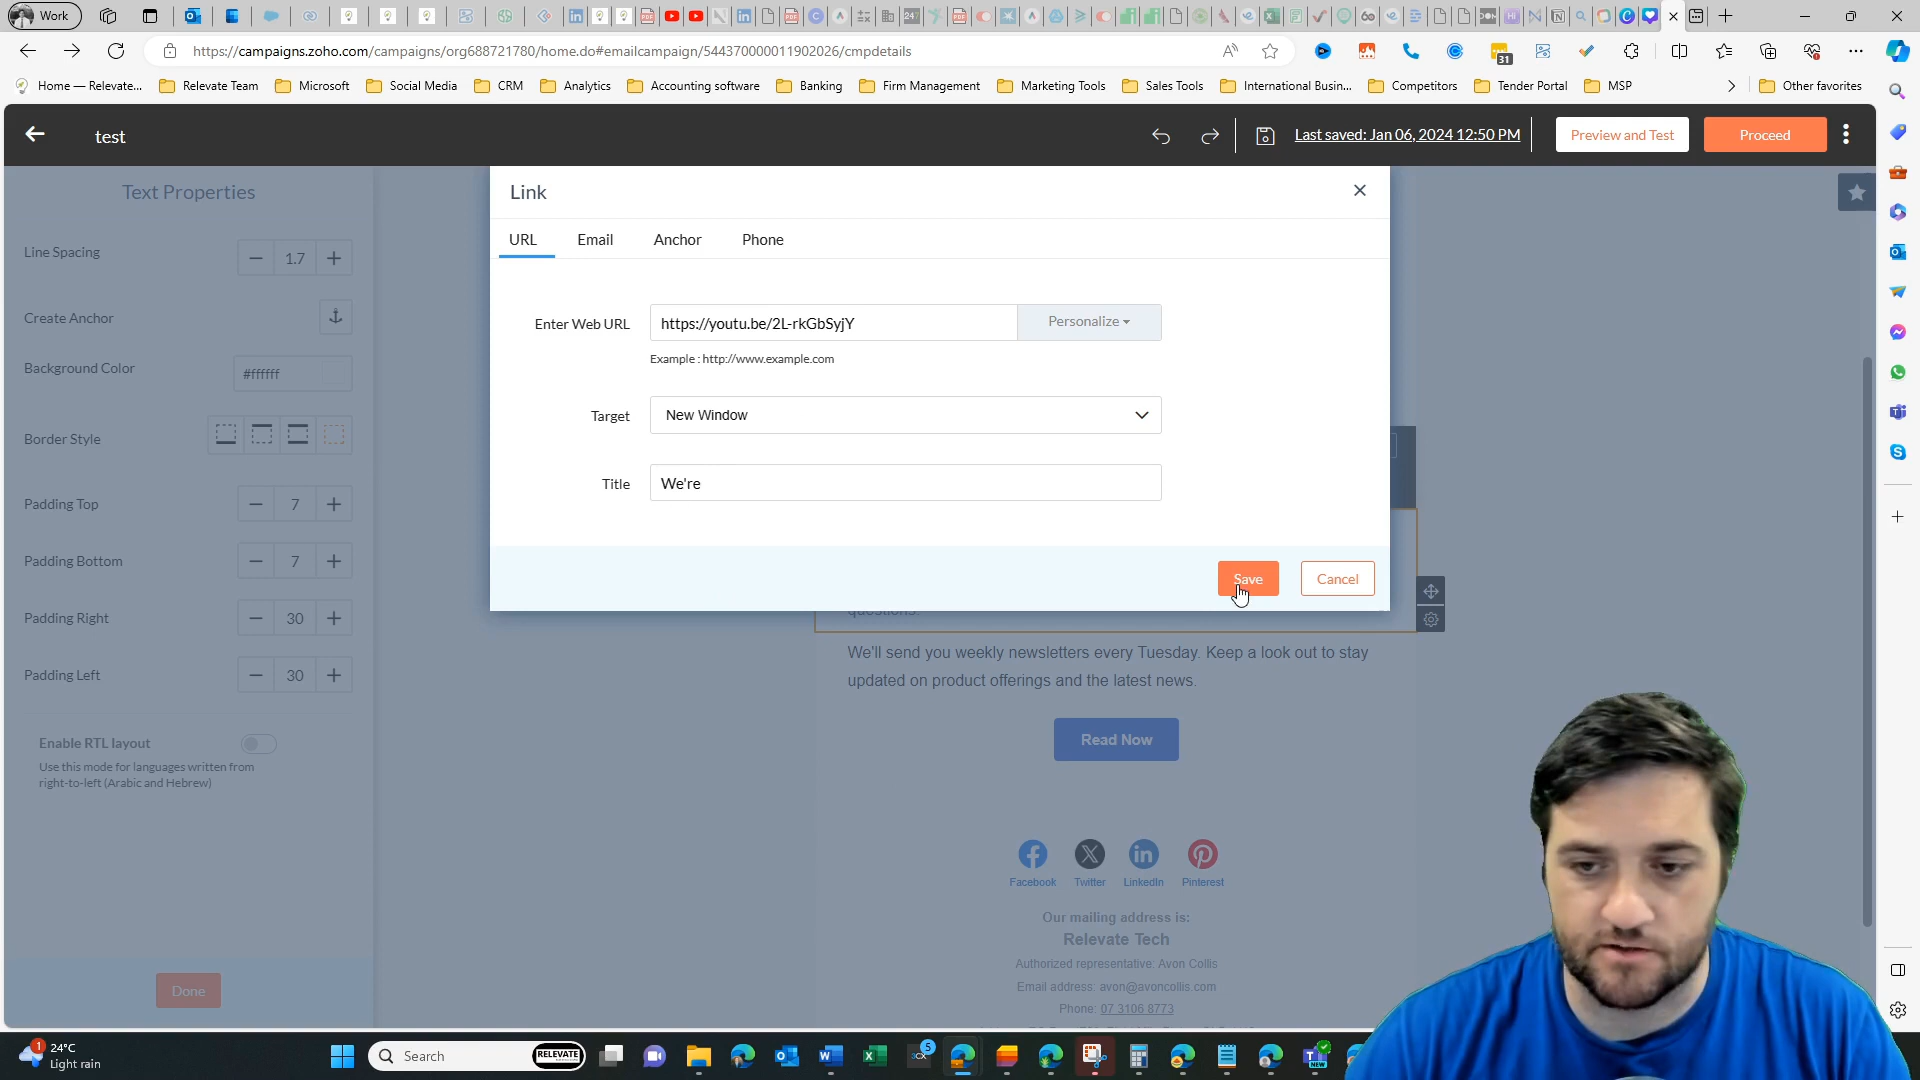 Work
https://campaigns.zoho.com/campaigns/org688721780/home.do#emailcampaign/544370000011902026/cmpdetails
31
Home — Relevate...
Relevate Team
Microsoft
Social Media
CRM
Analytics
Accounting software
Banking
Firm Management
Marketing Tools
Sales Tools
International Busin...
Competitors
Tender Portal
MSP
Other favorites
test
Last saved: Jan 06, 2024 12:50 PM
Preview and Test
Proceed
Text Properties
Line Spacing
1.7
Create Anchor
Background Color
#ffffff
Border Style
Padding Top
7
Padding Bottom
7
Padding Right
30
Padding Left
30
Enable RTL layout
Use this mode for languages written from
right-to-left (Arabic and Hebrew)
Done
Link
URL
Email
Anchor
Phone
Enter Web URL
https://youtu.be/2L-rkGbSyjY
Personalize
Example : http://www.example.com
Target
New Window
Title
We're
Save
Cancel
questions.
We'll send you weekly newsletters every Tuesday. Keep a look out to stay
updated on product offerings and the latest news.
Read Now
Facebook
Twitter
LinkedIn
Pinterest
Our mailing address is:
Relevate Tech
Authorized representative: Avon Collis
Email address: avon@avoncollis.com
Phone: 07 3106 8773
1
24°C
Light rain
Search
RELEVATE
3CX
5
NEW